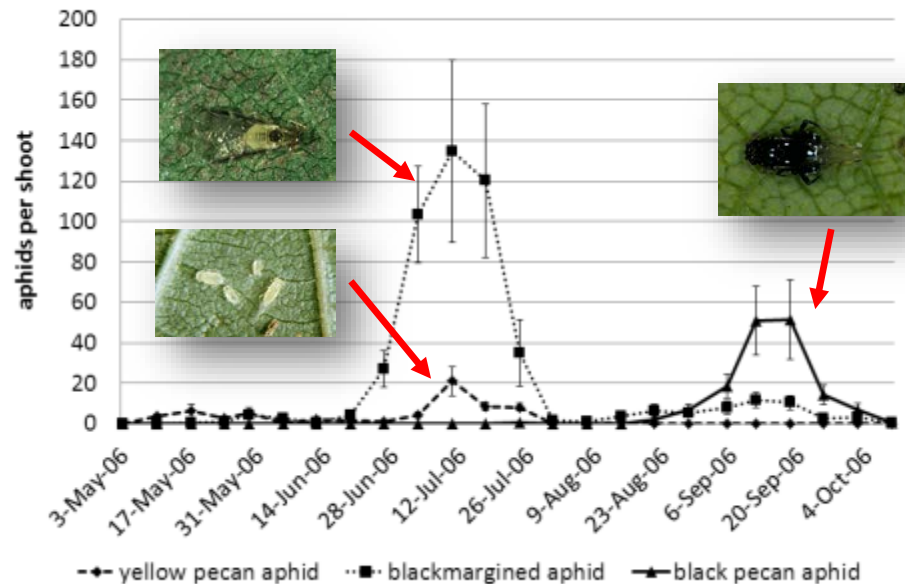 200
180
160
140
120
100
80
60
40
20
0
aphids per shoot
3-May-06
17-May-06
31-May-06
14-Jun-06
28-Jun-06
12-Jul-06
26-Jul-06
9-Aug-06
23-Aug-06
6-Sep-06
20-Sep-06
4-Oct-06
yellow pecan aphid
blackmargined aphid
black pecan aphid